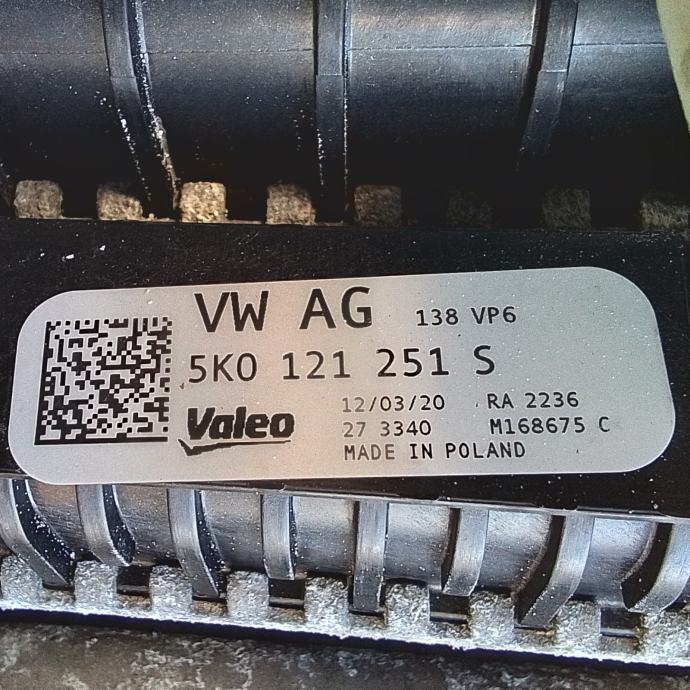 VW AG 138 VP6
5K0 121 251 S
Valeo 12/03/20 RA 2236
27 3340 M168675 C
MADE IN POLAND